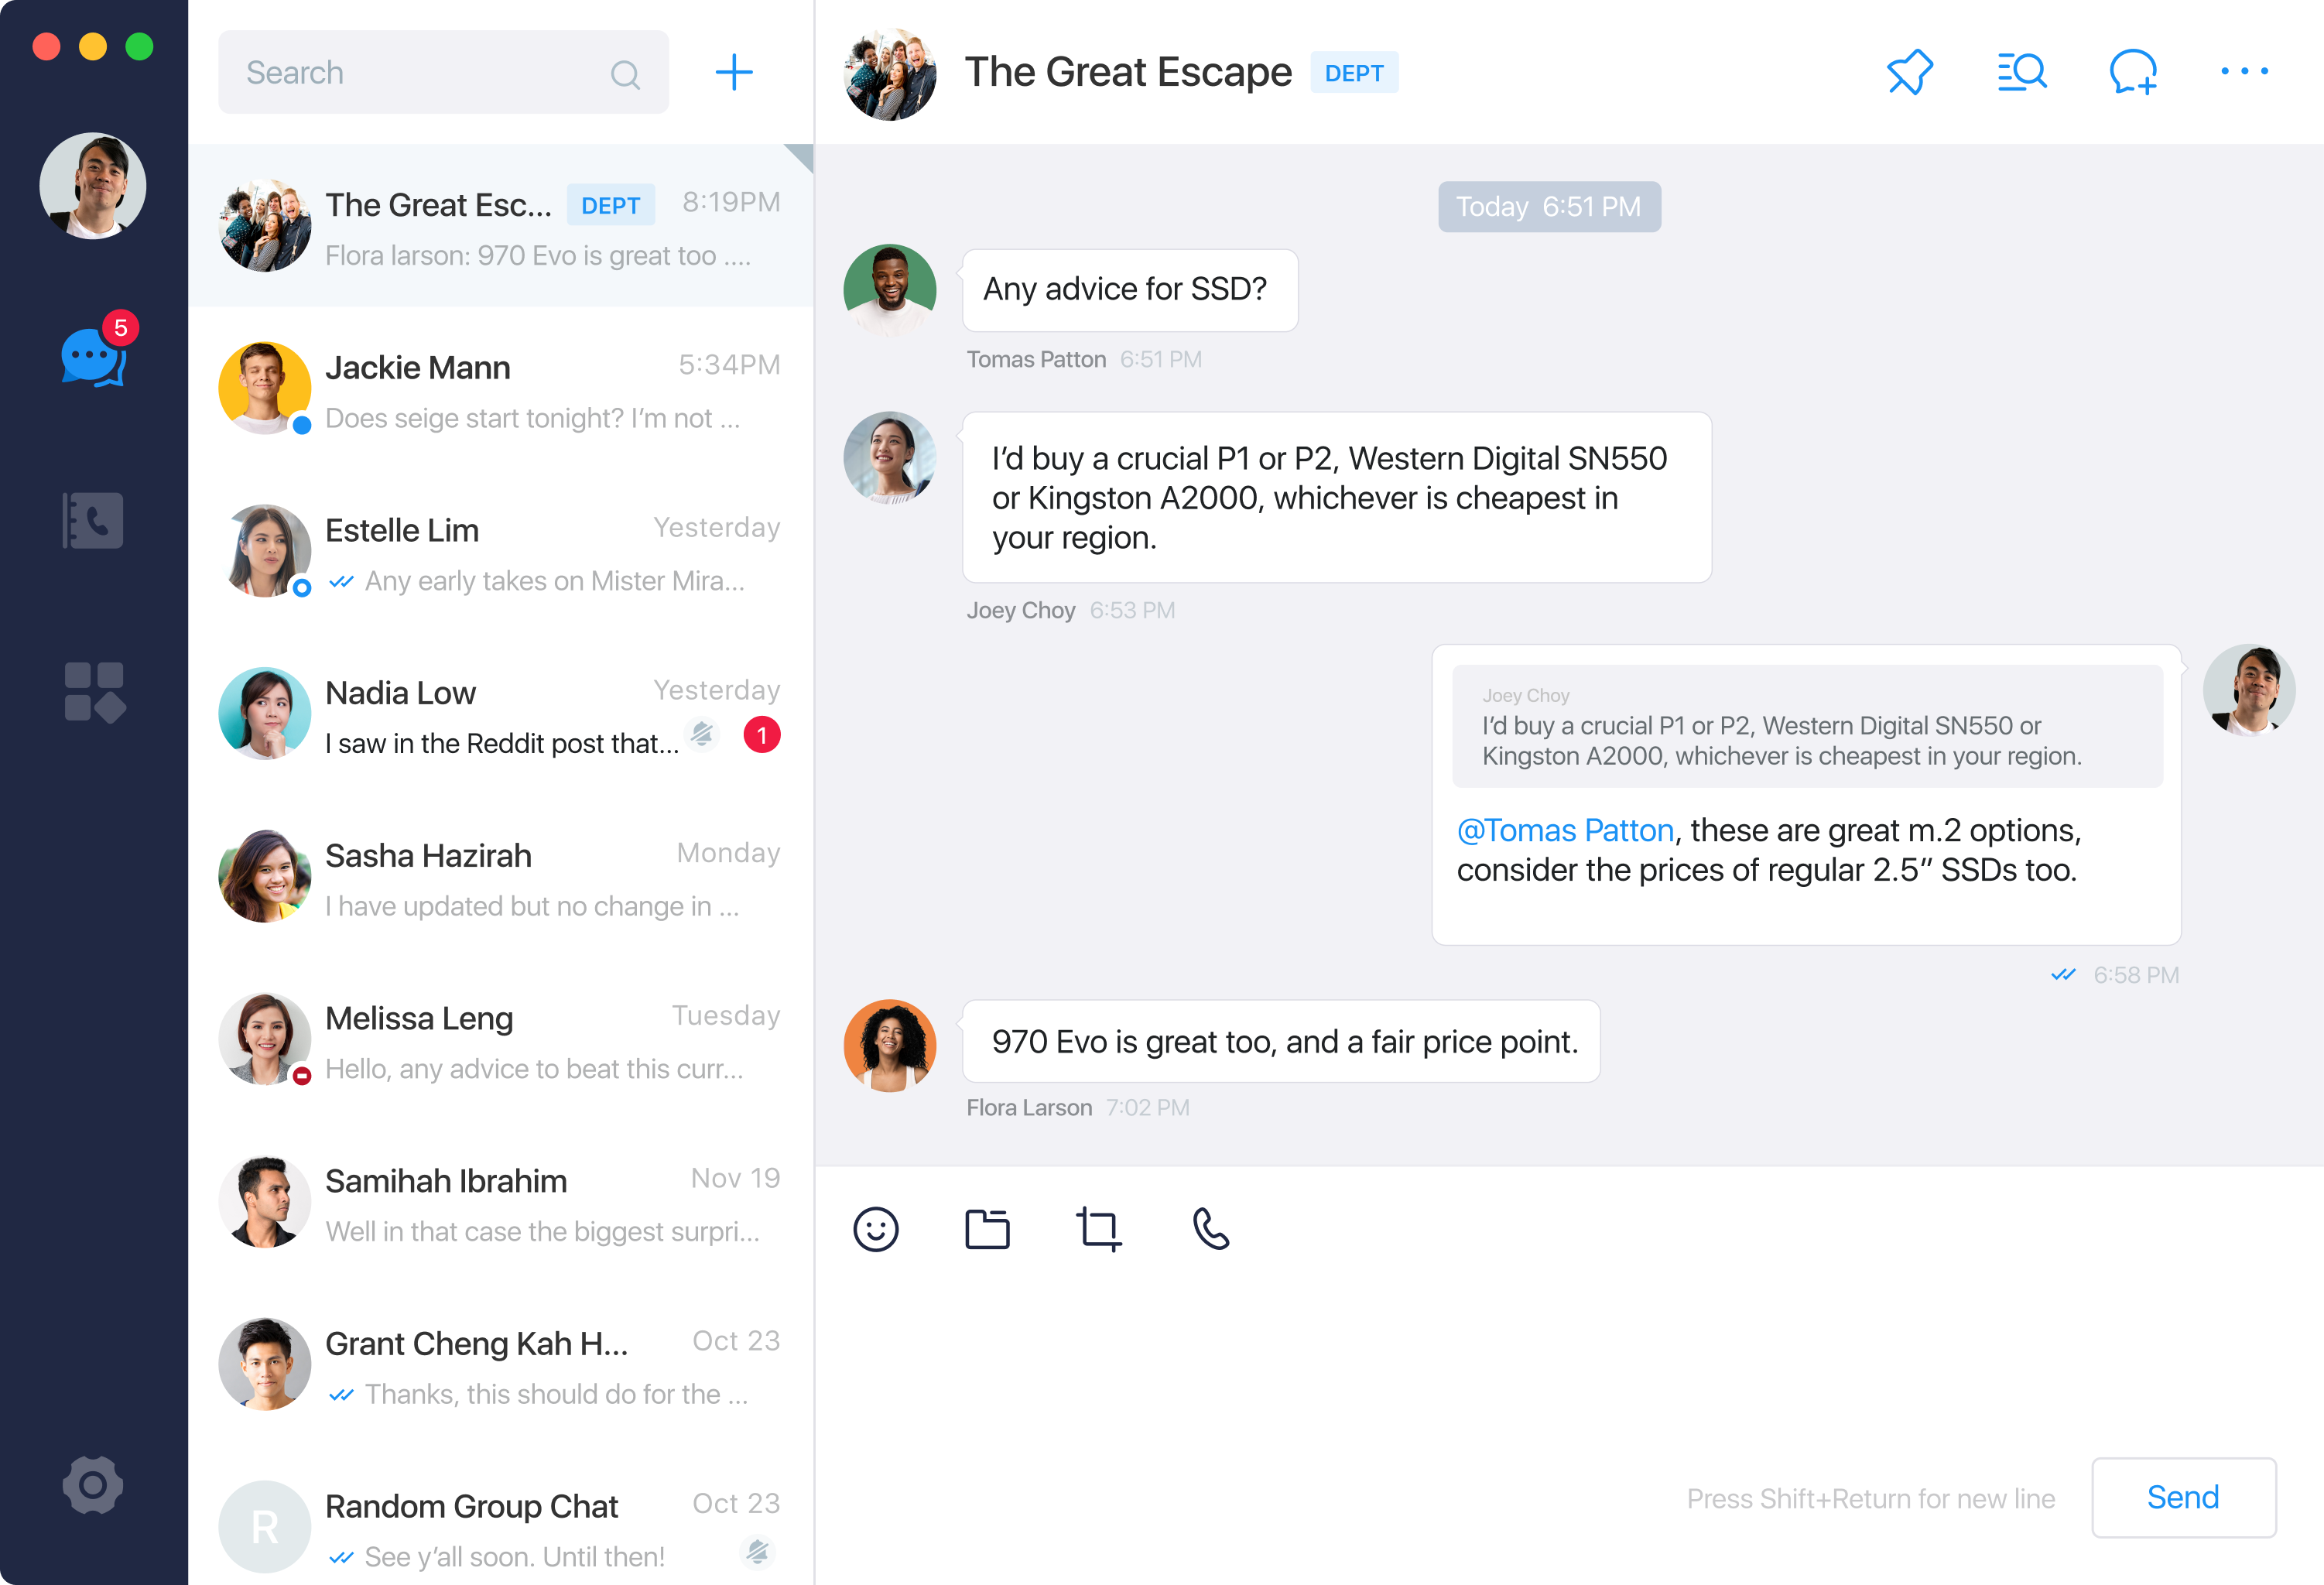 Search
5
The Great Esc... DEPT 8:19PM
Flora larson: 970 Evo is great too ....
Jackie Mann 5:34PM
Does seige start tonight? I’m not ...
Estelle Lim Yesterday
Any early takes on Mister Mira...
Nadia Low Yesterday
I saw in the Reddit post that... 1
Sasha Hazirah Monday
I have updated but no change in ...
Melissa Leng Tuesday
Hello, any advice to beat this curr...
Samihah Ibrahim Nov 19
Well in that case the biggest surpri...
Grant Cheng Kah H... Oct 23
Thanks, this should do for the ...
R
Random Group Chat Oct 23
See y’all soon. Until then!
The Great Escape DEPT
Today 6:51 PM
Any advice for SSD?
Tomas Patton 6:51 PM
I’d buy a crucial P1 or P2, Western Digital SN550
or Kingston A2000, whichever is cheapest in
your region.
Joey Choy 6:53 PM
Joey Choy
I’d buy a crucial P1 or P2, Western Digital SN550 or
Kingston A2000, whichever is cheapest in your region.
@Tomas Patton, these are great m.2 options,
consider the prices of regular 2.5” SSDs too.
6:58 PM
970 Evo is great too, and a fair price point.
Flora Larson 7:02 PM
Press Shift+Return for new line
Send